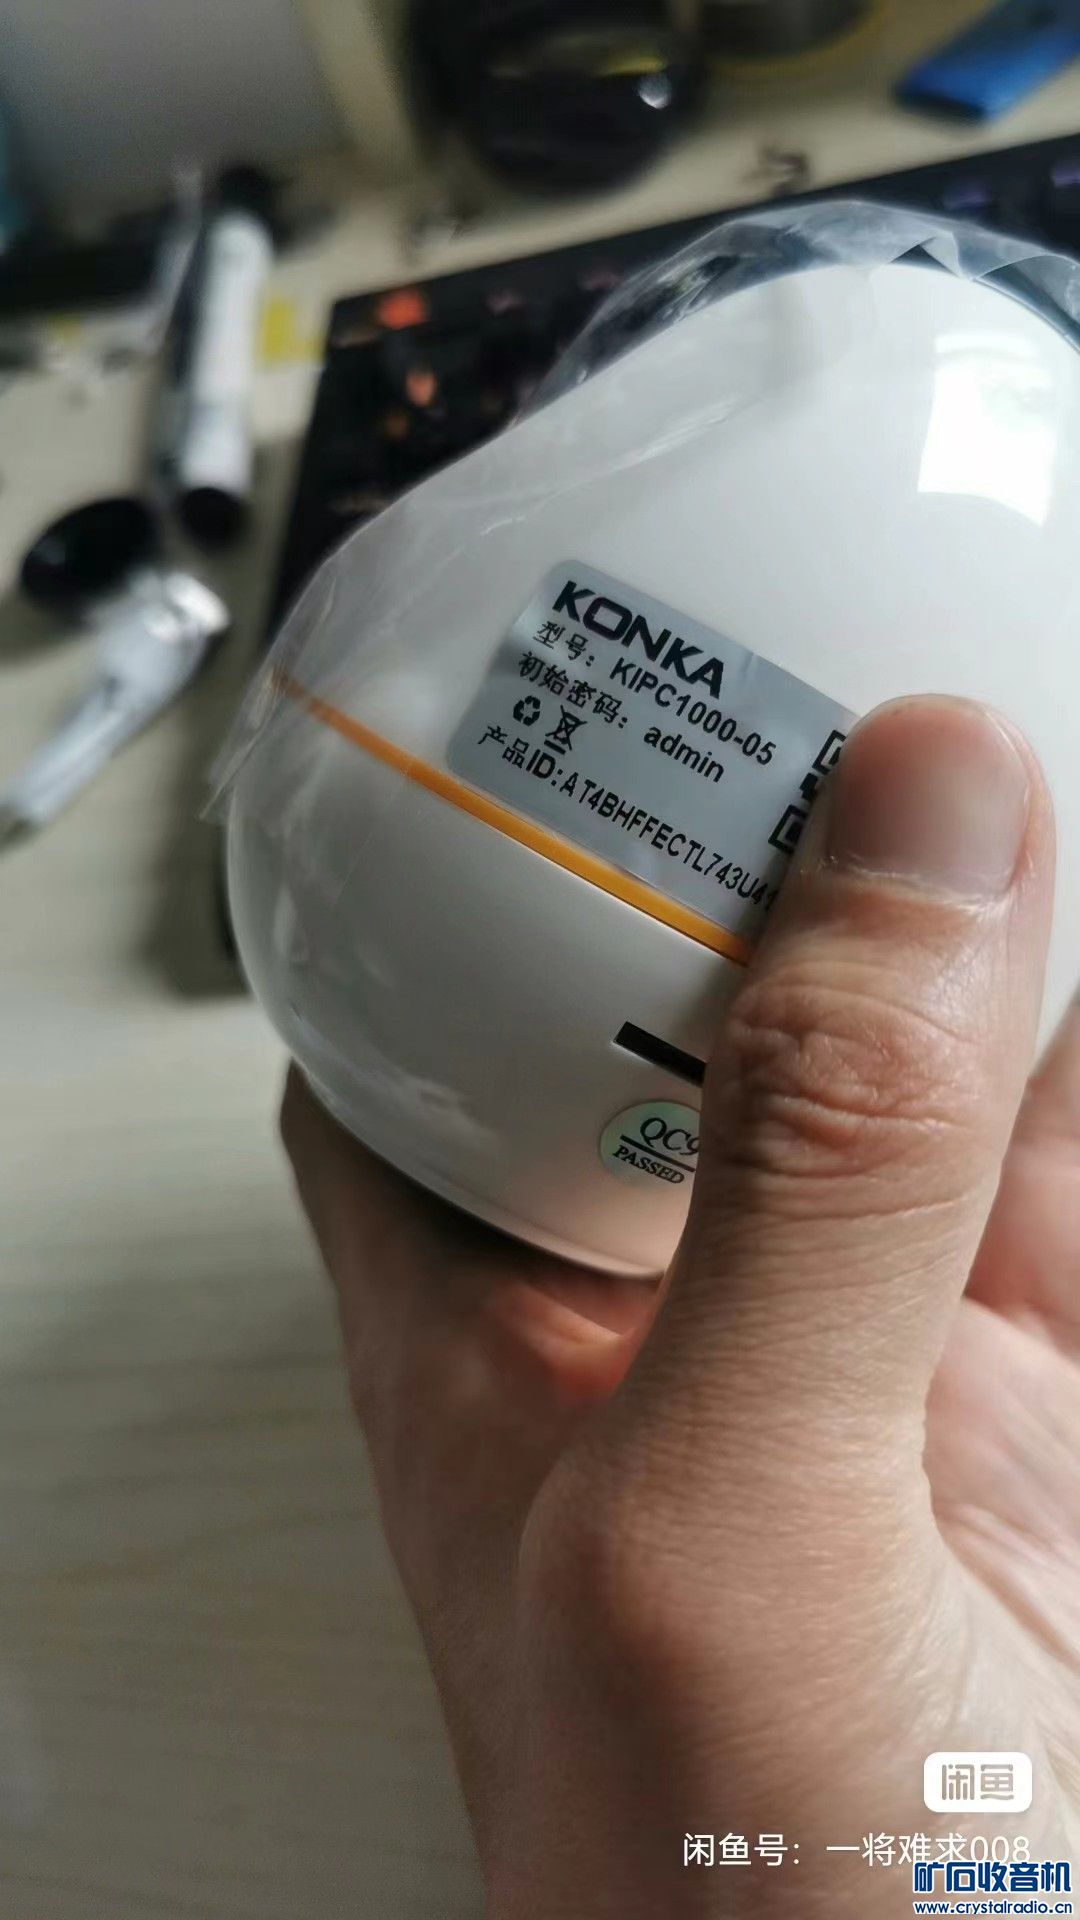 KONKA
型号：KIPC1000-05
初始密码：admin
产品ID:AT4BHFFECTL743U4
QC
PASSED
闲鱼
闲鱼号：一将难求008
矿石收音机
www.crystalradio.cn